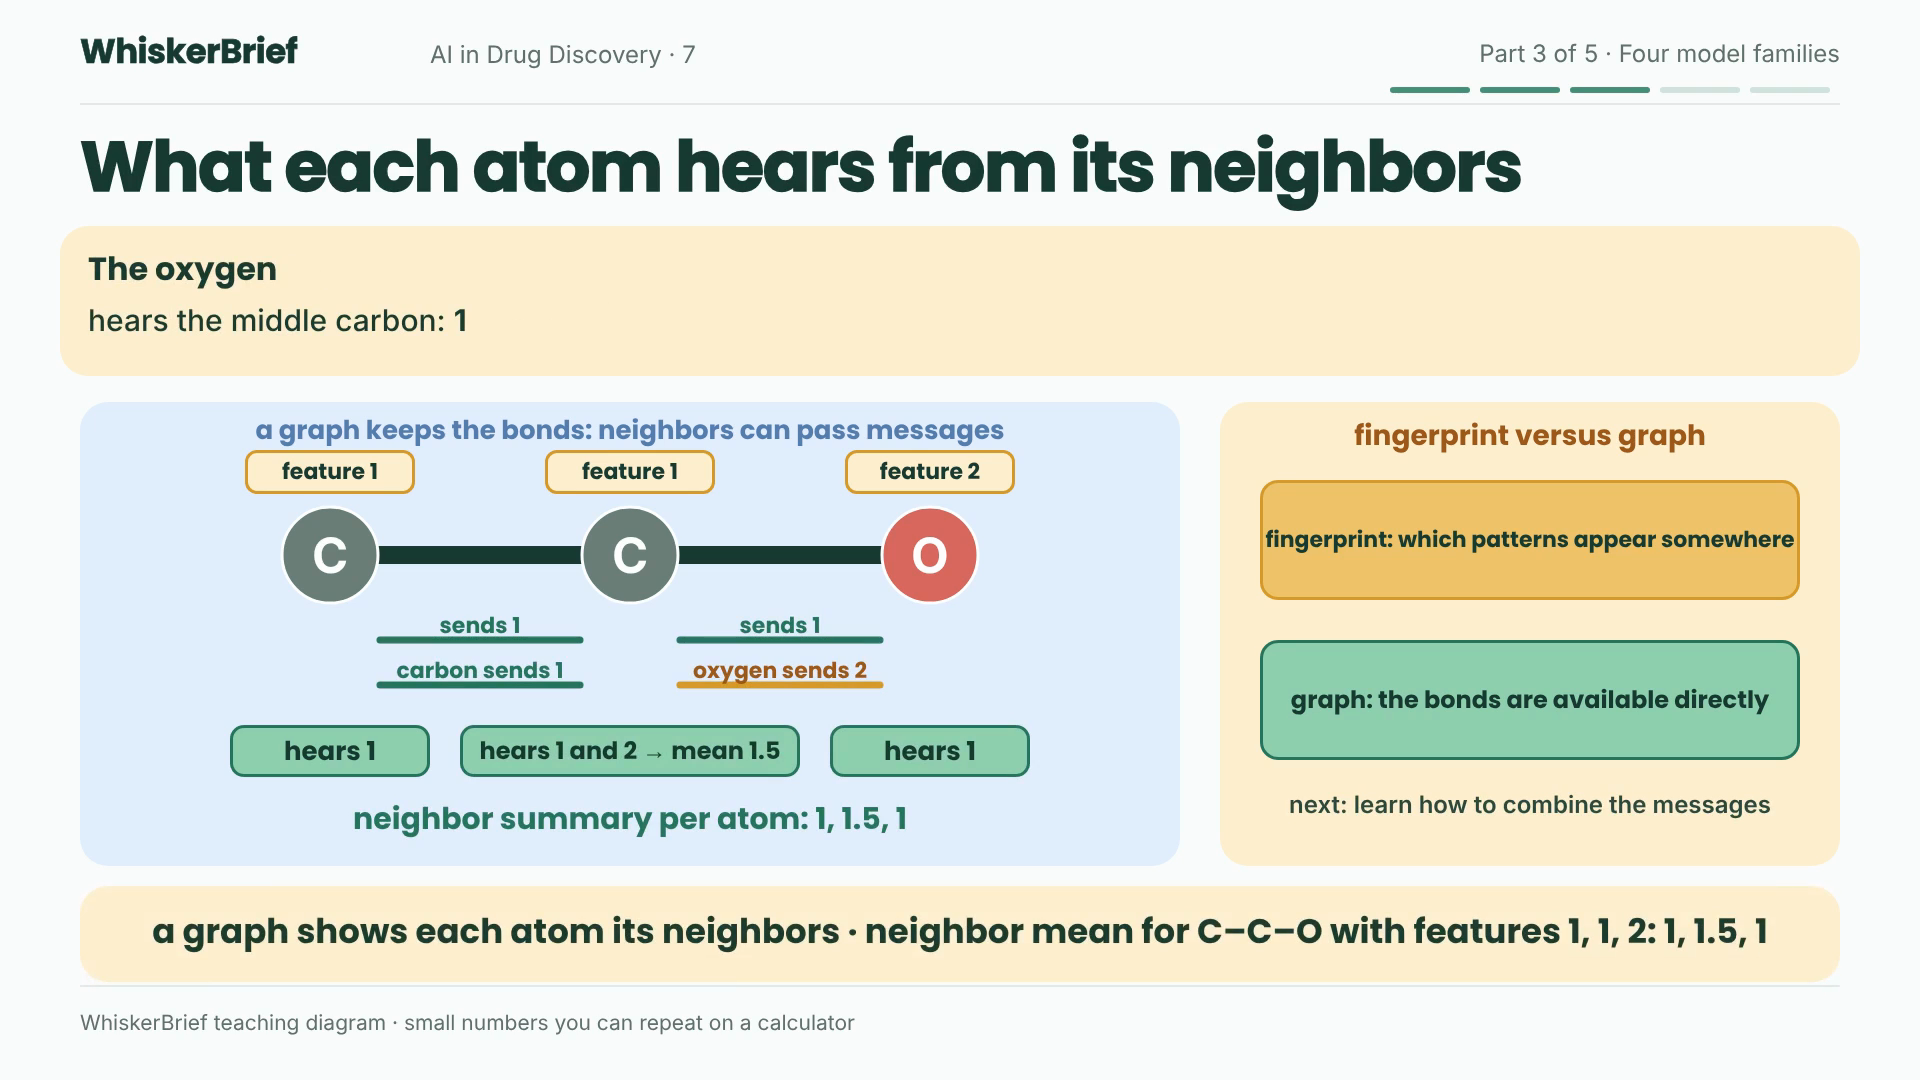 WhiskerBrief
AI in Drug Discovery · 7
Part 3 of 5 · Four model families
What each atom hears from its neighbors
The oxygen
hears the middle carbon: 1
a graph keeps the bonds: neighbors can pass messages
feature 1
feature 1
feature 2
C
C
O
sends 1
sends 1
carbon sends 1
oxygen sends 2
hears 1
hears 1 and 2 → mean 1.5
hears 1
neighbor summary per atom: 1, 1.5, 1
fingerprint versus graph
fingerprint: which patterns appear somewhere
graph: the bonds are available directly
next: learn how to combine the messages
a graph shows each atom its neighbors · neighbor mean for C–C–O with features 1, 1, 2: 1, 1.5, 1
WhiskerBrief teaching diagram · small numbers you can repeat on a calculator